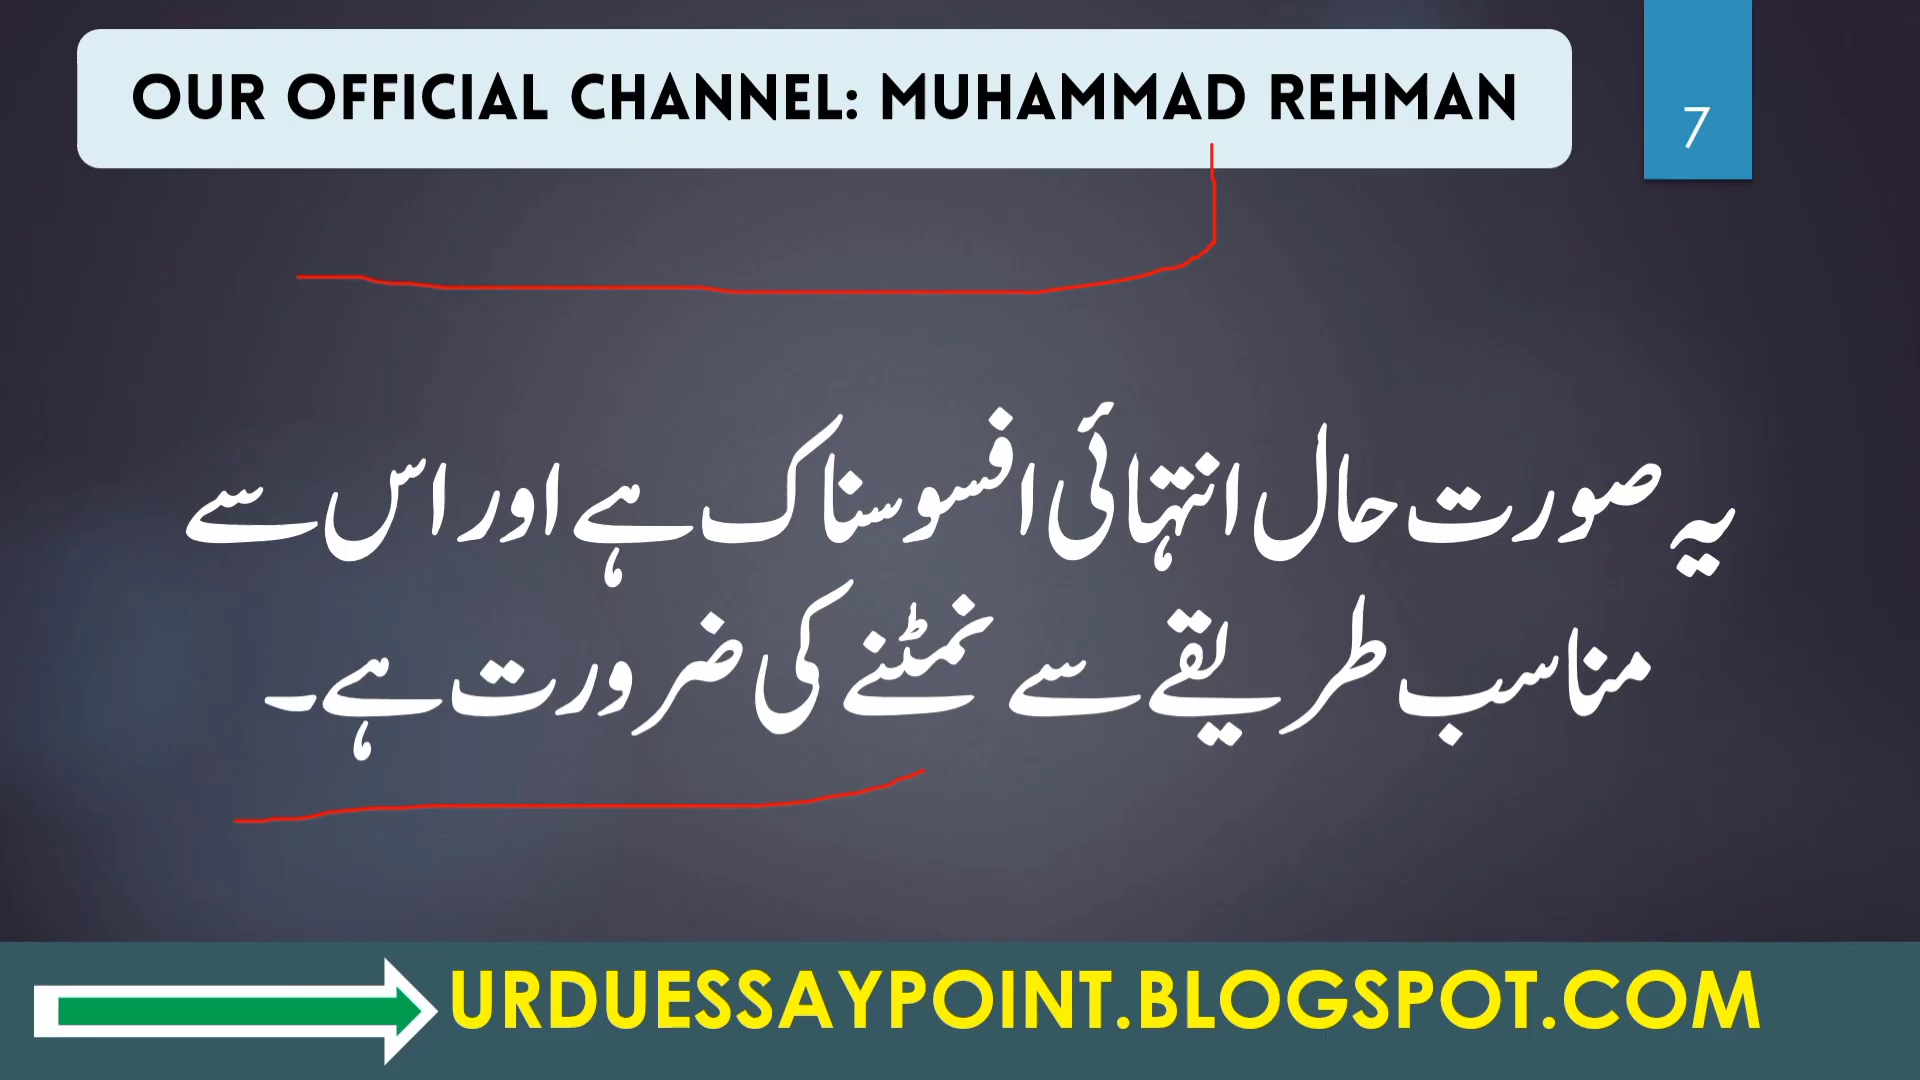 OUR OFFICIAL CHANNEL: MUHAMMAD REHMAN
7
یہ صورت حال انتہائی افسوسناک ہے اور اس سے
مناسب طریقے سے نمٹنے کی ضرورت ہے۔
URDUESSAYPOINT.BLOGSPOT.COM